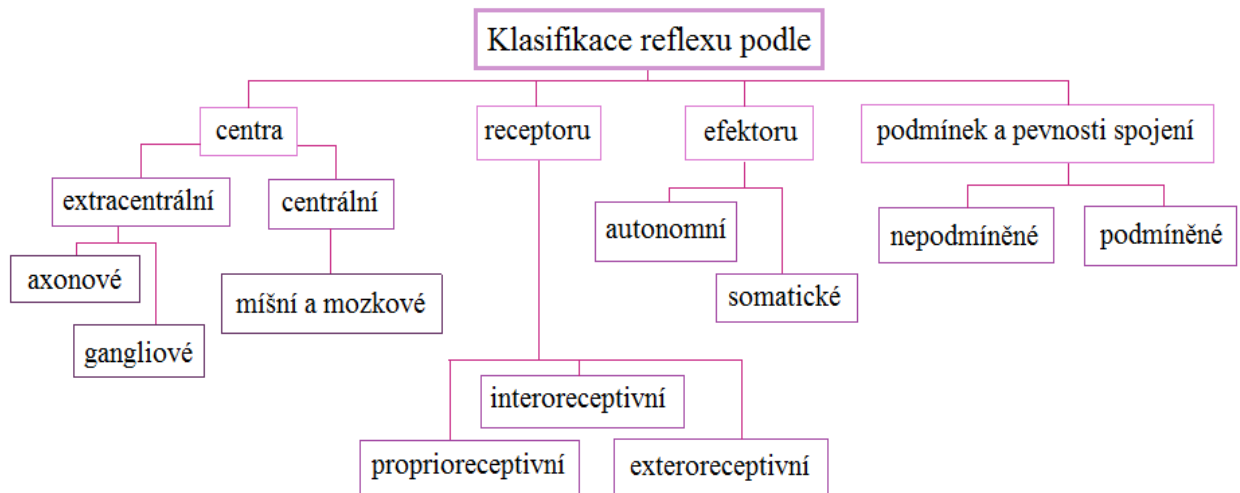 Klasifikace reflexu podle
centra
receptoru
efektoru
podmínek a pevnosti spojení
extracentrální
centrální
autonomní
nepodmíněné
podmíněné
axonové
míšní a mozkové
somatické
gangliové
interoreceptivní
proprioreceptivní
exteroreceptivní